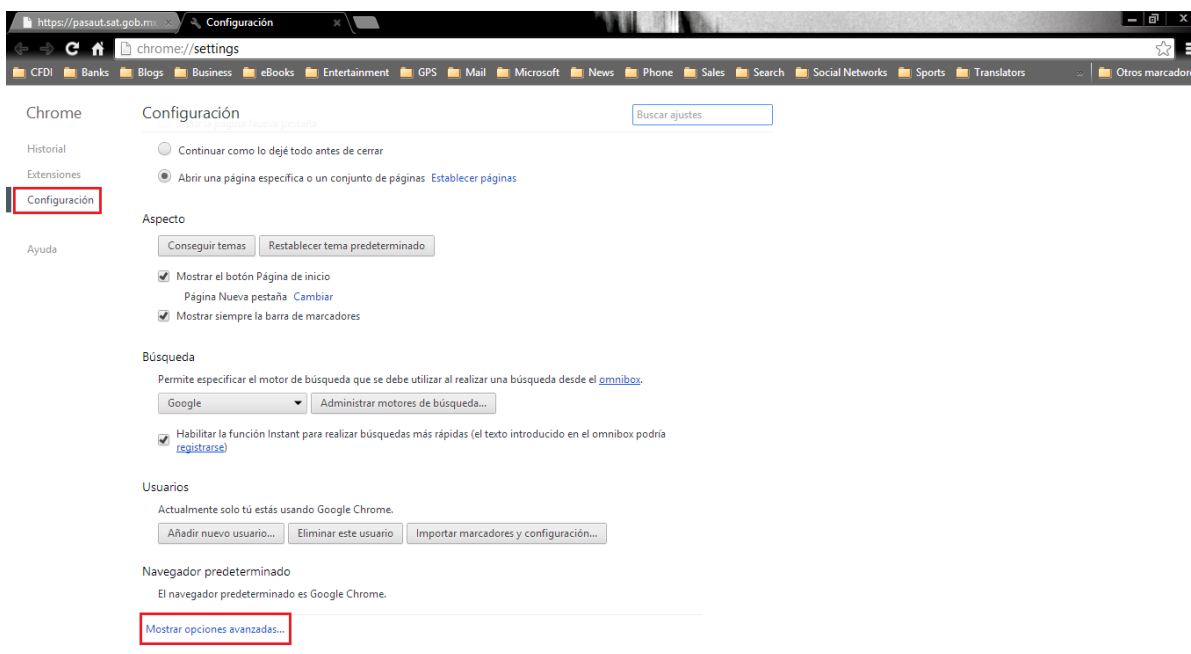 https://pasaut.sat.gob.mx
Configuración
chrome://settings
CFDI Banks Blogs Business eBooks Entertainment GPS Mail Microsoft News Phone Sales Search Social Networks Sports Translators » Otros marcadore
Chrome
Configuración
Buscar ajustes
Historial
Extensiones
Configuración
Ayuda
Abrir la página Nueva pestaña
Continuar como lo dejé todo antes de cerrar
Abrir una página específica o un conjunto de páginas Establecer páginas
Aspecto
Conseguir temas Restablecer tema predeterminado
Mostrar el botón Página de inicio
Página Nueva pestaña Cambiar
Mostrar siempre la barra de marcadores
Búsqueda
Permite especificar el motor de búsqueda que se debe utilizar al realizar una búsqueda desde el omnibox.
Google Administrar motores de búsqueda...
Habilitar la función Instant para realizar búsquedas más rápidas (el texto introducido en el omnibox podría
registrarse)
Usuarios
Actualmente solo tú estás usando Google Chrome.
Añadir nuevo usuario... Eliminar este usuario Importar marcadores y configuración...
Navegador predeterminado
El navegador predeterminado es Google Chrome.
Mostrar opciones avanzadas...